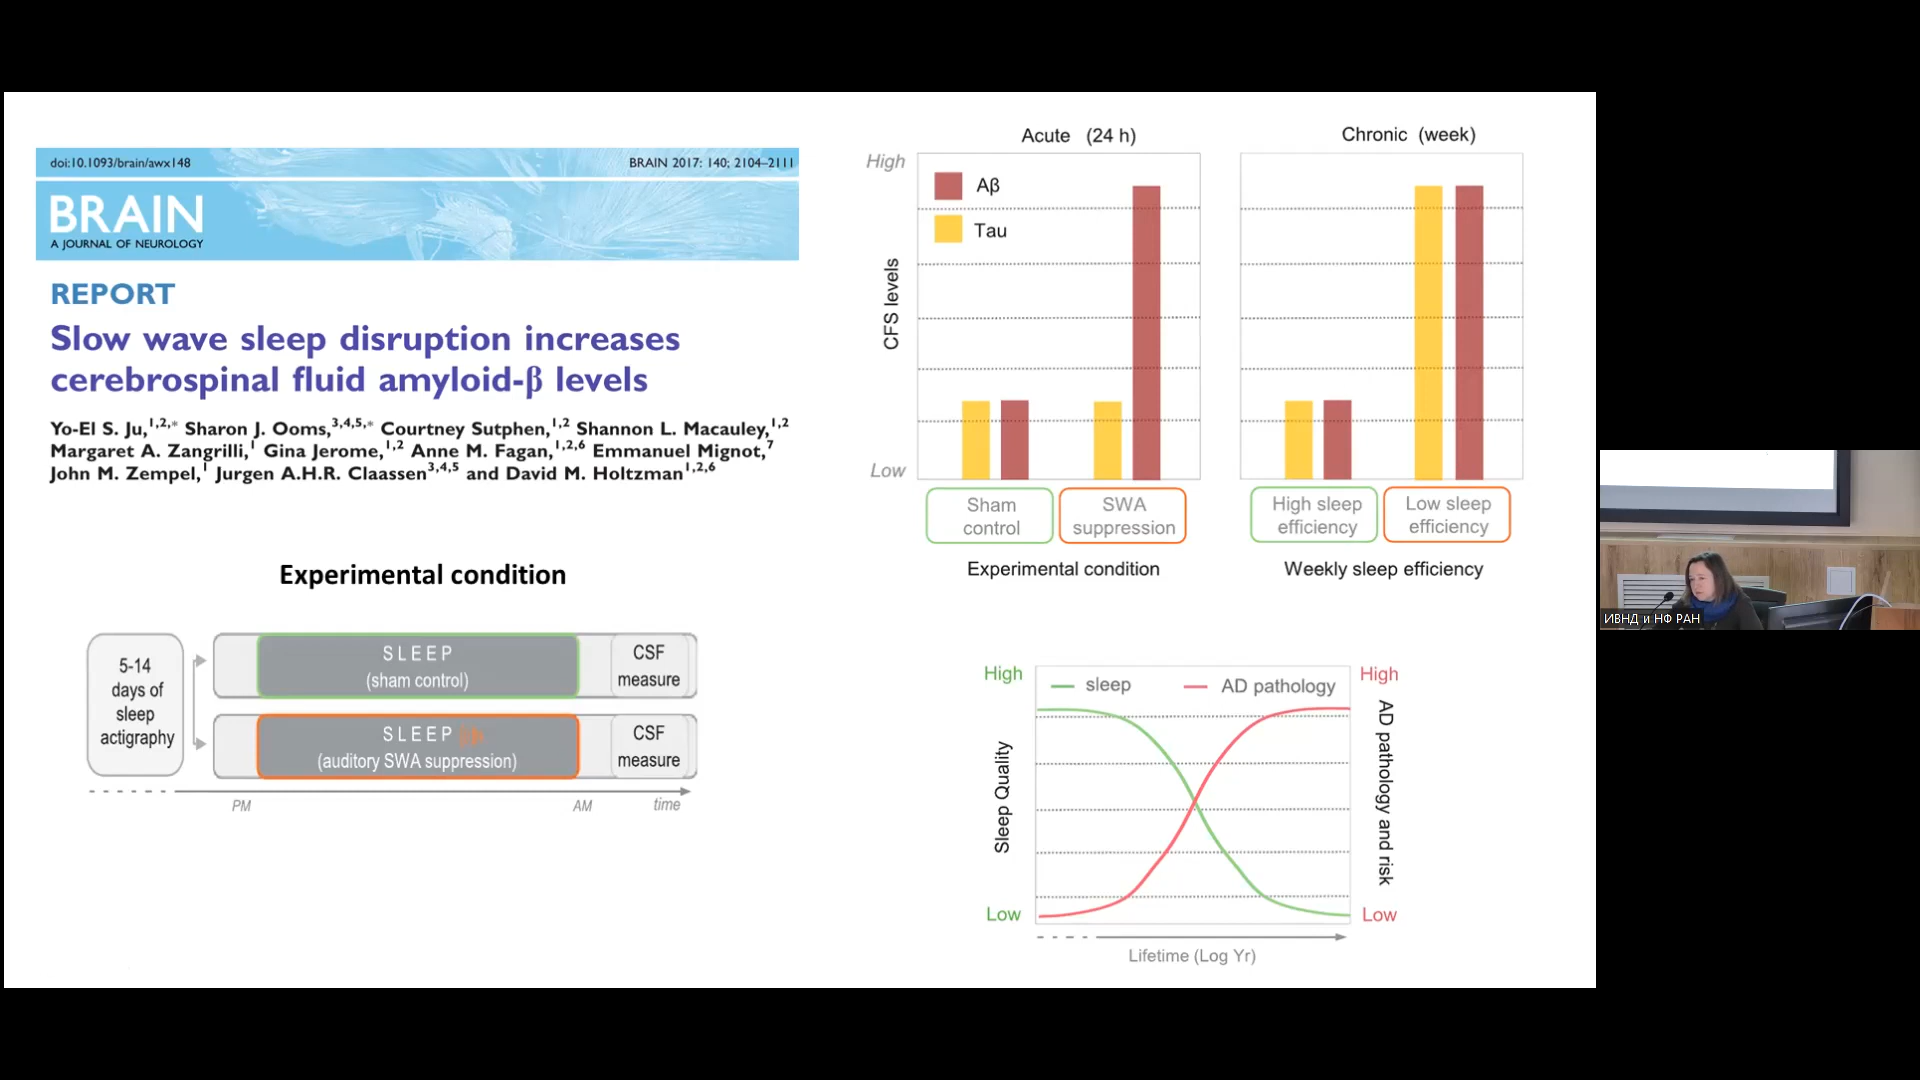 doi:10.1093/brain/awx148
BRAIN 2017: 140; 2104–2111
BRAIN
A JOURNAL OF NEUROLOGY
REPORT
Slow wave sleep disruption increases
cerebrospinal fluid amyloid-β levels
Yo-El S. Ju,1,2,* Sharon J. Ooms,3,4,5,* Courtney Sutphen,1,2 Shannon L. Macauley,1,2
Margaret A. Zangrilli,1 Gina Jerome,1,2 Anne M. Fagan,1,2,6 Emmanuel Mignot,7
John M. Zempel,1 Jurgen A.H.R. Claassen3,4,5 and David M. Holtzman1,2,6
Experimental condition
5-14
days of
sleep
actigraphy
SLEEP
(sham control)
CSF
measure
SLEEP
(auditory SWA suppression)
CSF
measure
PM
AM
time
Acute (24 h)
High
Aβ
Tau
CFS levels
Low
Sham
control
SWA
suppression
Experimental condition
Chronic (week)
High sleep
efficiency
Low sleep
efficiency
Weekly sleep efficiency
High
sleep
AD pathology
High
Sleep Quality
AD pathology and risk
Low
Low
Lifetime (Log Yr)
ИВНД и НФ РАН